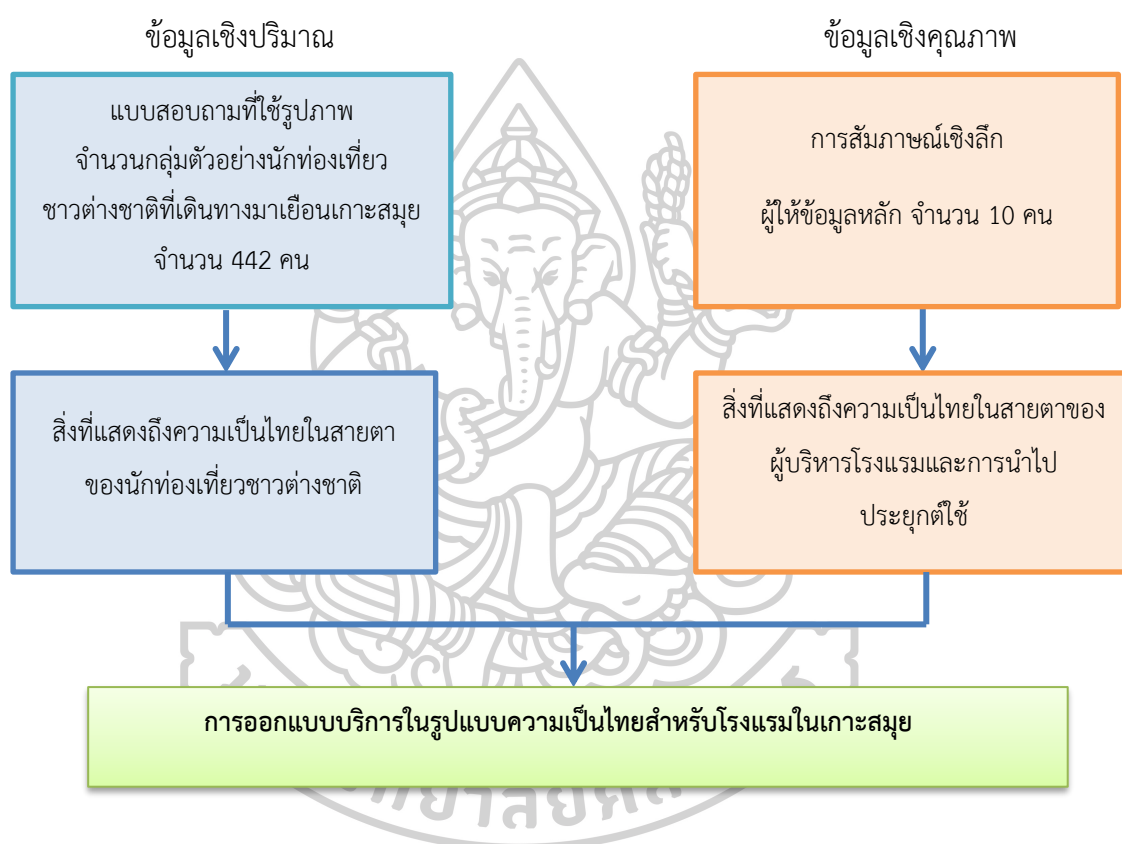 ข้อมูลเชิงปริมาณ
แบบสอบถามที่ใช้รูปภาพ
จำนวนกลุ่มตัวอย่างนักท่องเที่ยว
ชาวต่างชาติที่เดินทางมาเยือนเกาะสมุย
จำนวน 442 คน
สิ่งที่แสดงถึงความเป็นไทยในสายตา
ของนักท่องเที่ยวชาวต่างชาติ
ข้อมูลเชิงคุณภาพ
การสัมภาษณ์เชิงลึก
ผู้ให้ข้อมูลหลัก จำนวน 10 คน
สิ่งที่แสดงถึงความเป็นไทยในสายตาของ
ผู้บริหารโรงแรมและการนำไป
ประยุกต์ใช้
การออกแบบบริการในรูปแบบความเป็นไทยสำหรับโรงแรมในเกาะสมุย